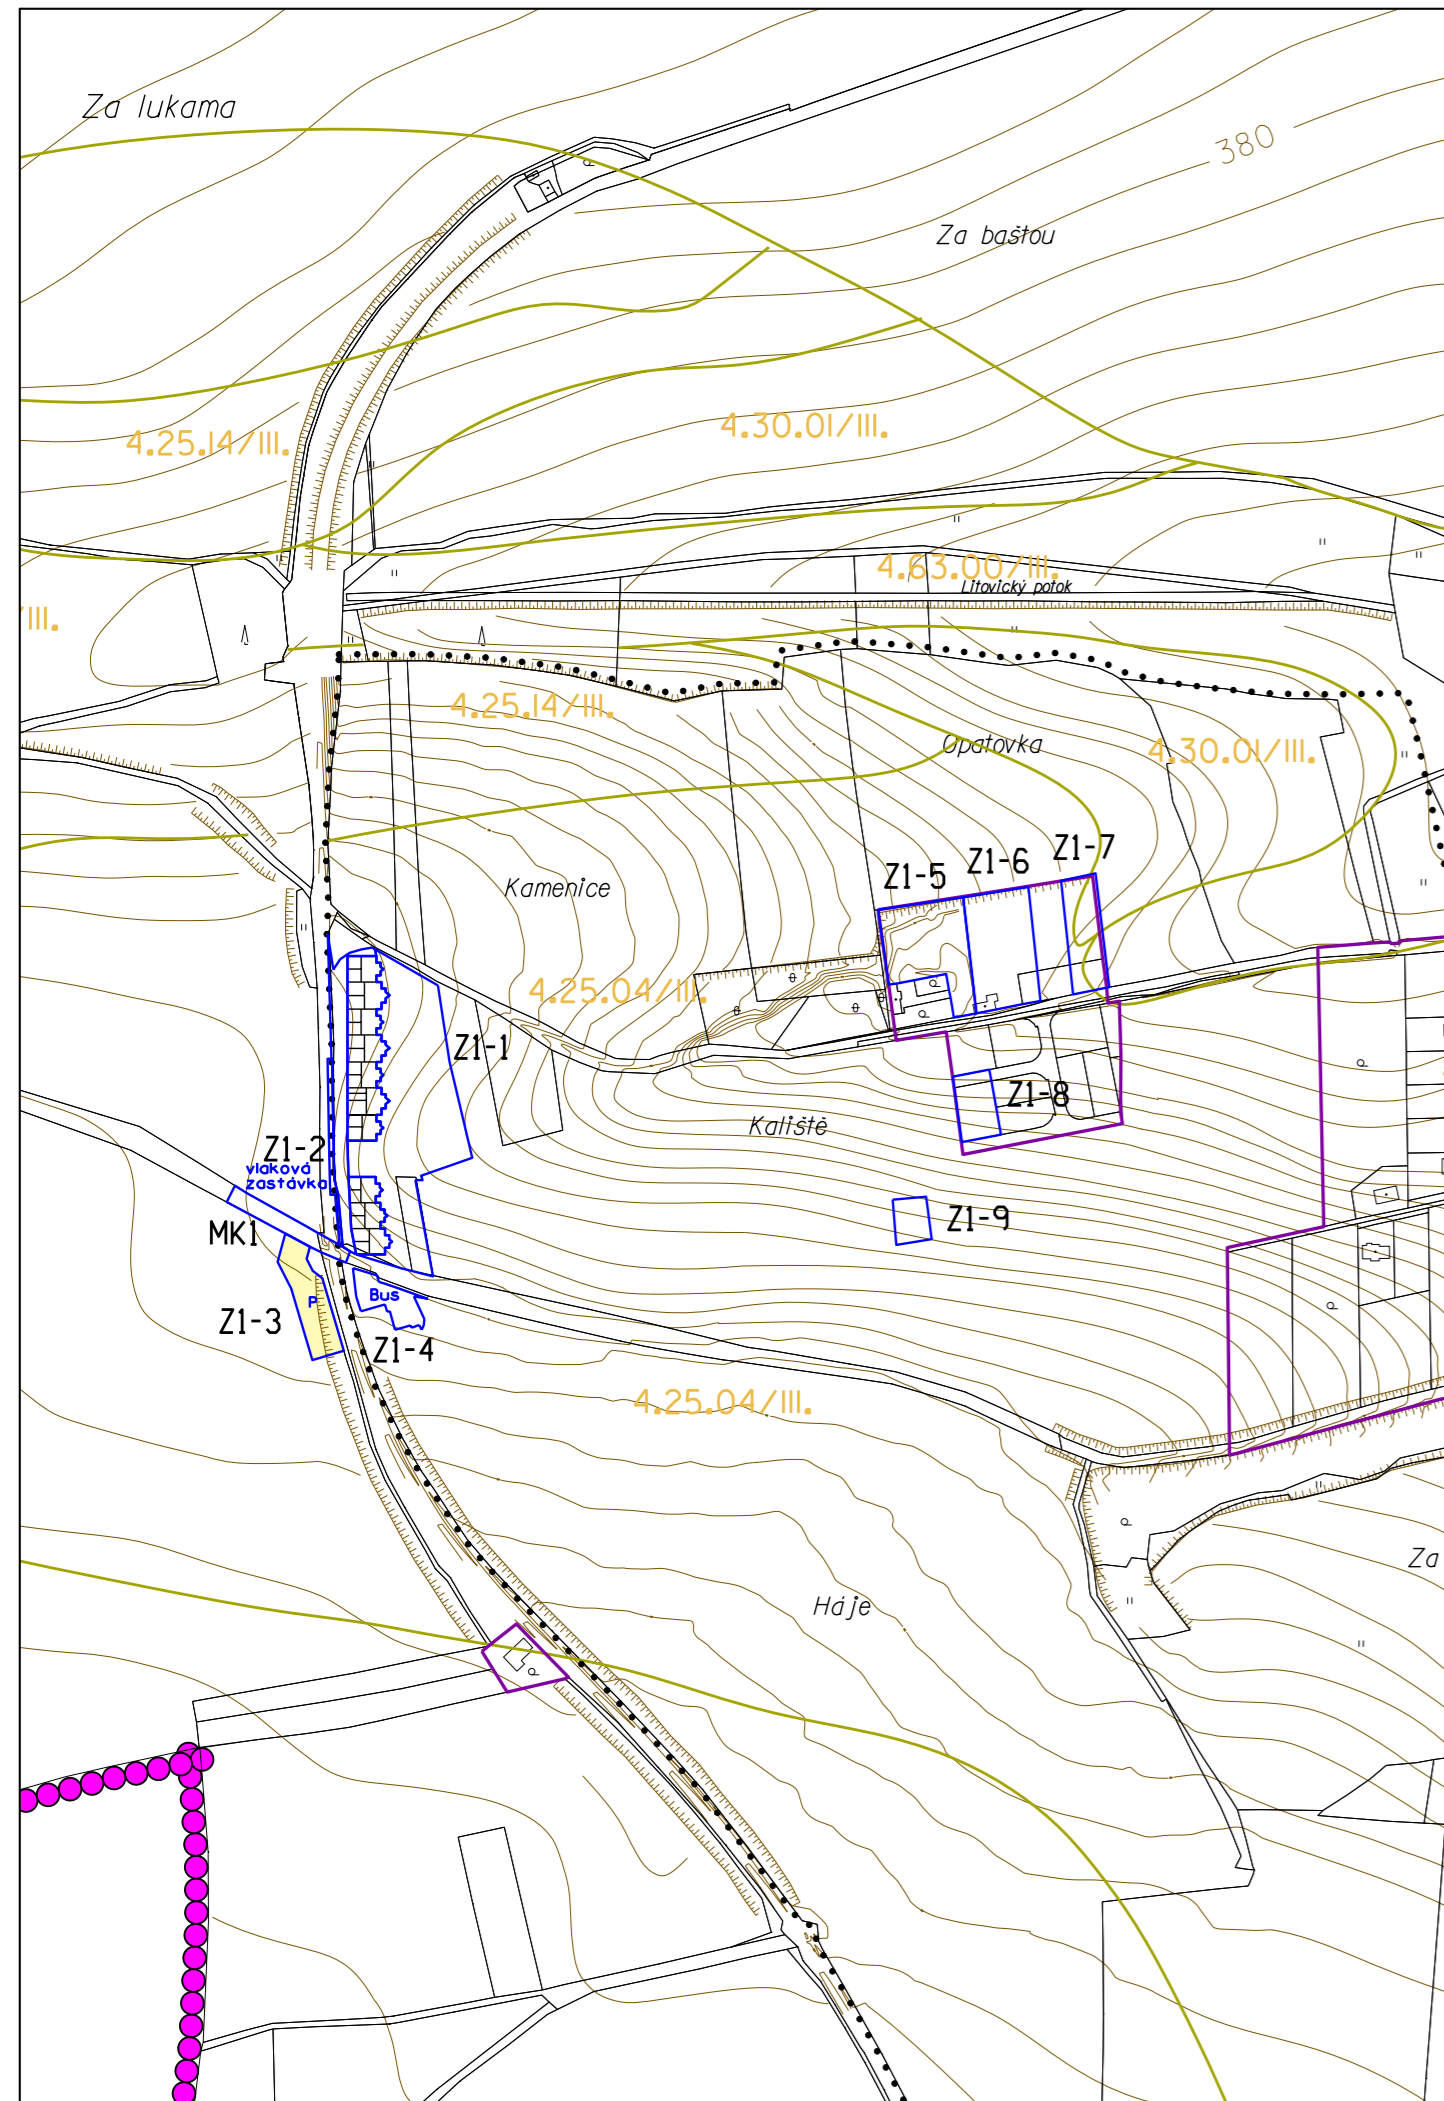 Za lukama
380
Za baštou
4.25.14/III.
4.30.01/III.
4.63.00/III.
Litovický potok
/III.
4.25.14/III.
Opatovka
4.30.01/III.
Kamenice
Z1-5
Z1-6
Z1-7
4.25.04/III.
Z1-1
Z1-8
Kaliště
Z1-2
vlaková
zastávka
Z1-9
MK1
Bus
P
Z1-3
Z1-4
4.25.04/III.
Za
Háje